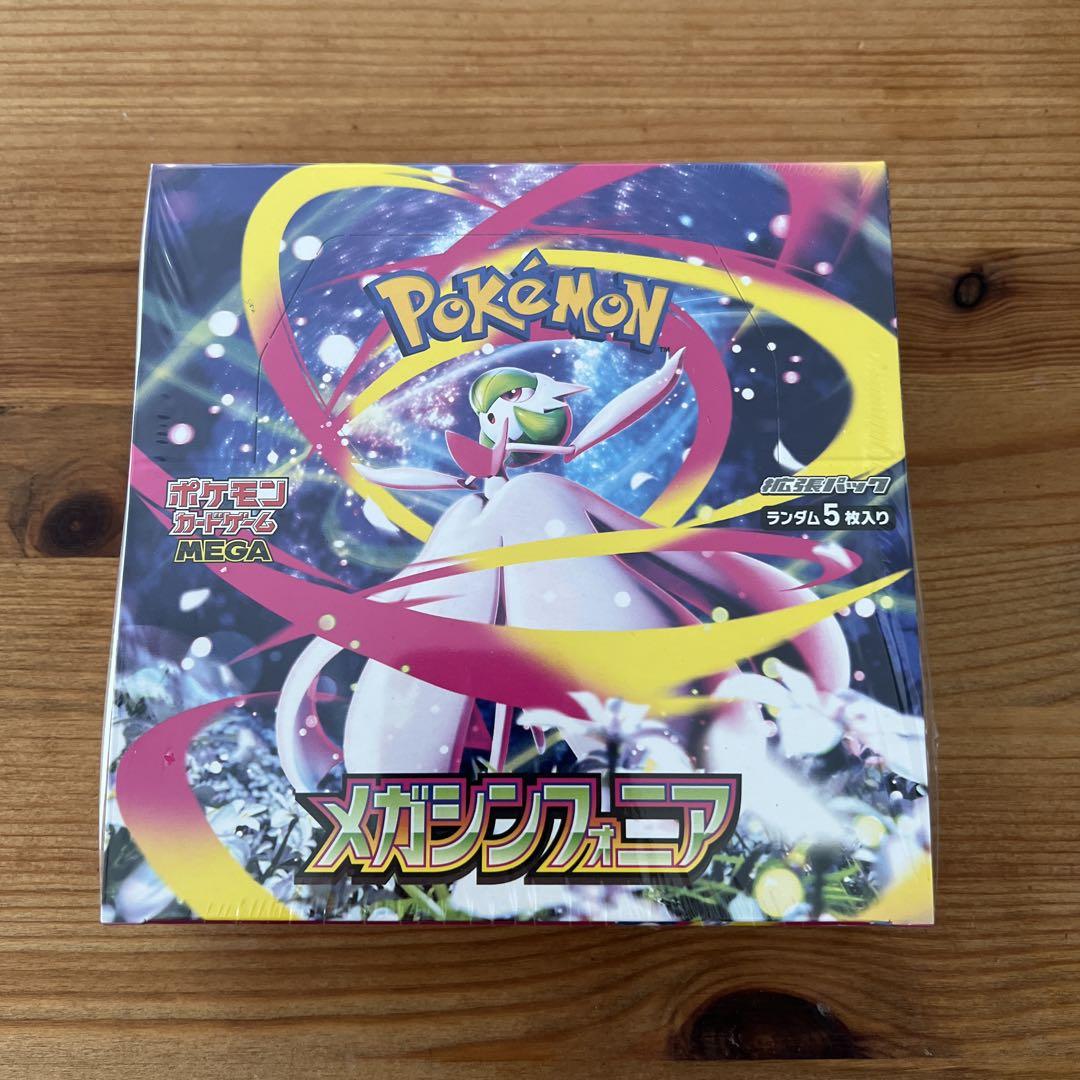 POKéMON
TM
ポケモン
カードゲーム
MEGA
拡張パック
ランダム5枚入り
メガシンフォニア